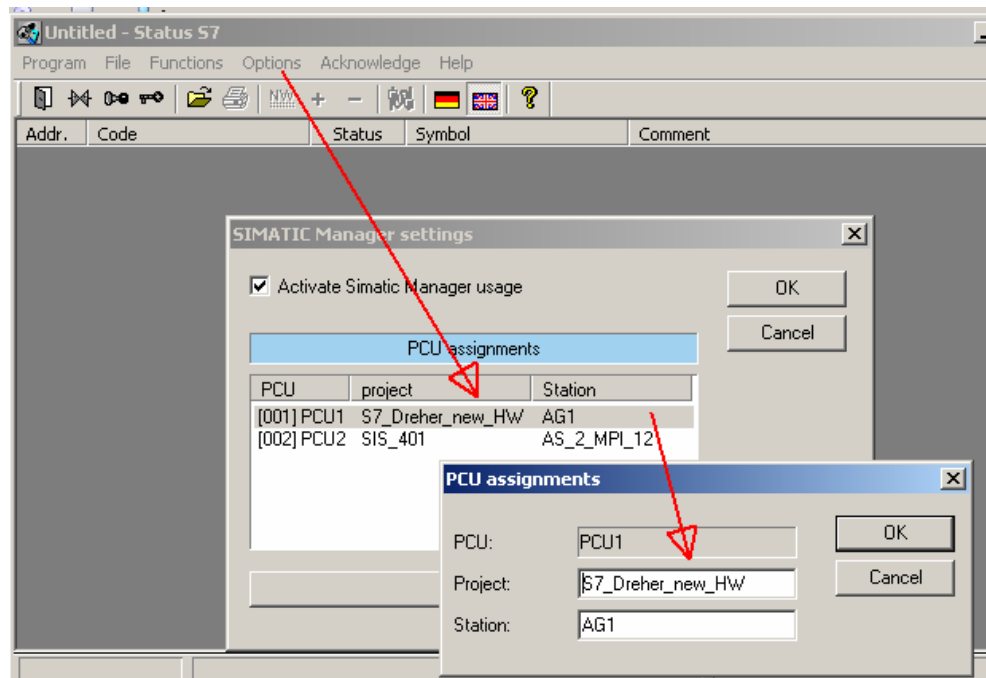 Untitled - Status S7
Program File Functions Options Acknowledge Help
NW + - ?
Addr. Code Status Symbol Comment
SIMATIC Manager settings
Activate Simatic Manager usage
OK
Cancel
PCU assignments
PCU project Station
[001] PCU1 S7_Dreher_new_HW AG1
[002] PCU2 SIS_401 AS_2_MPI_12
PCU assignments
PCU: PCU1
OK
Project: S7_Dreher_new_HW
Cancel
Station: AG1